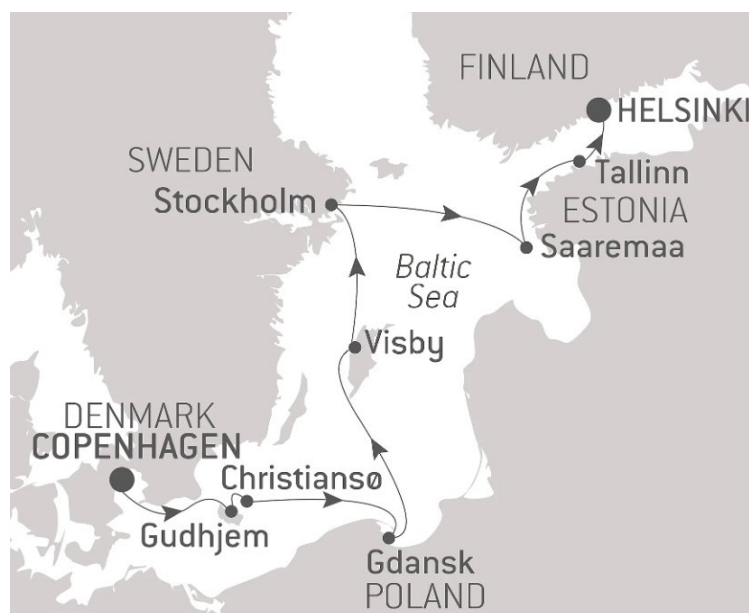 FINLAND
HELSINKI
SWEDEN
Stockholm
Tallinn
ESTONIA
Saaremaa
Baltic
Sea
Visby
DENMARK
COPENHAGEN
Christiansø
Gudhjem
Gdansk
POLAND